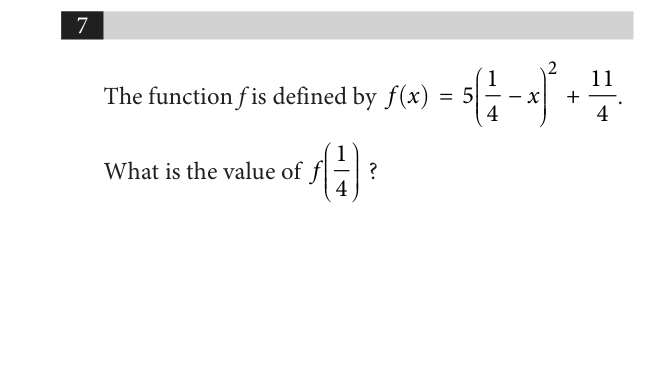 7
The function f is defined by f(x) = 5(1/4 − x)² + 11/4.
What is the value of f(1/4) ?